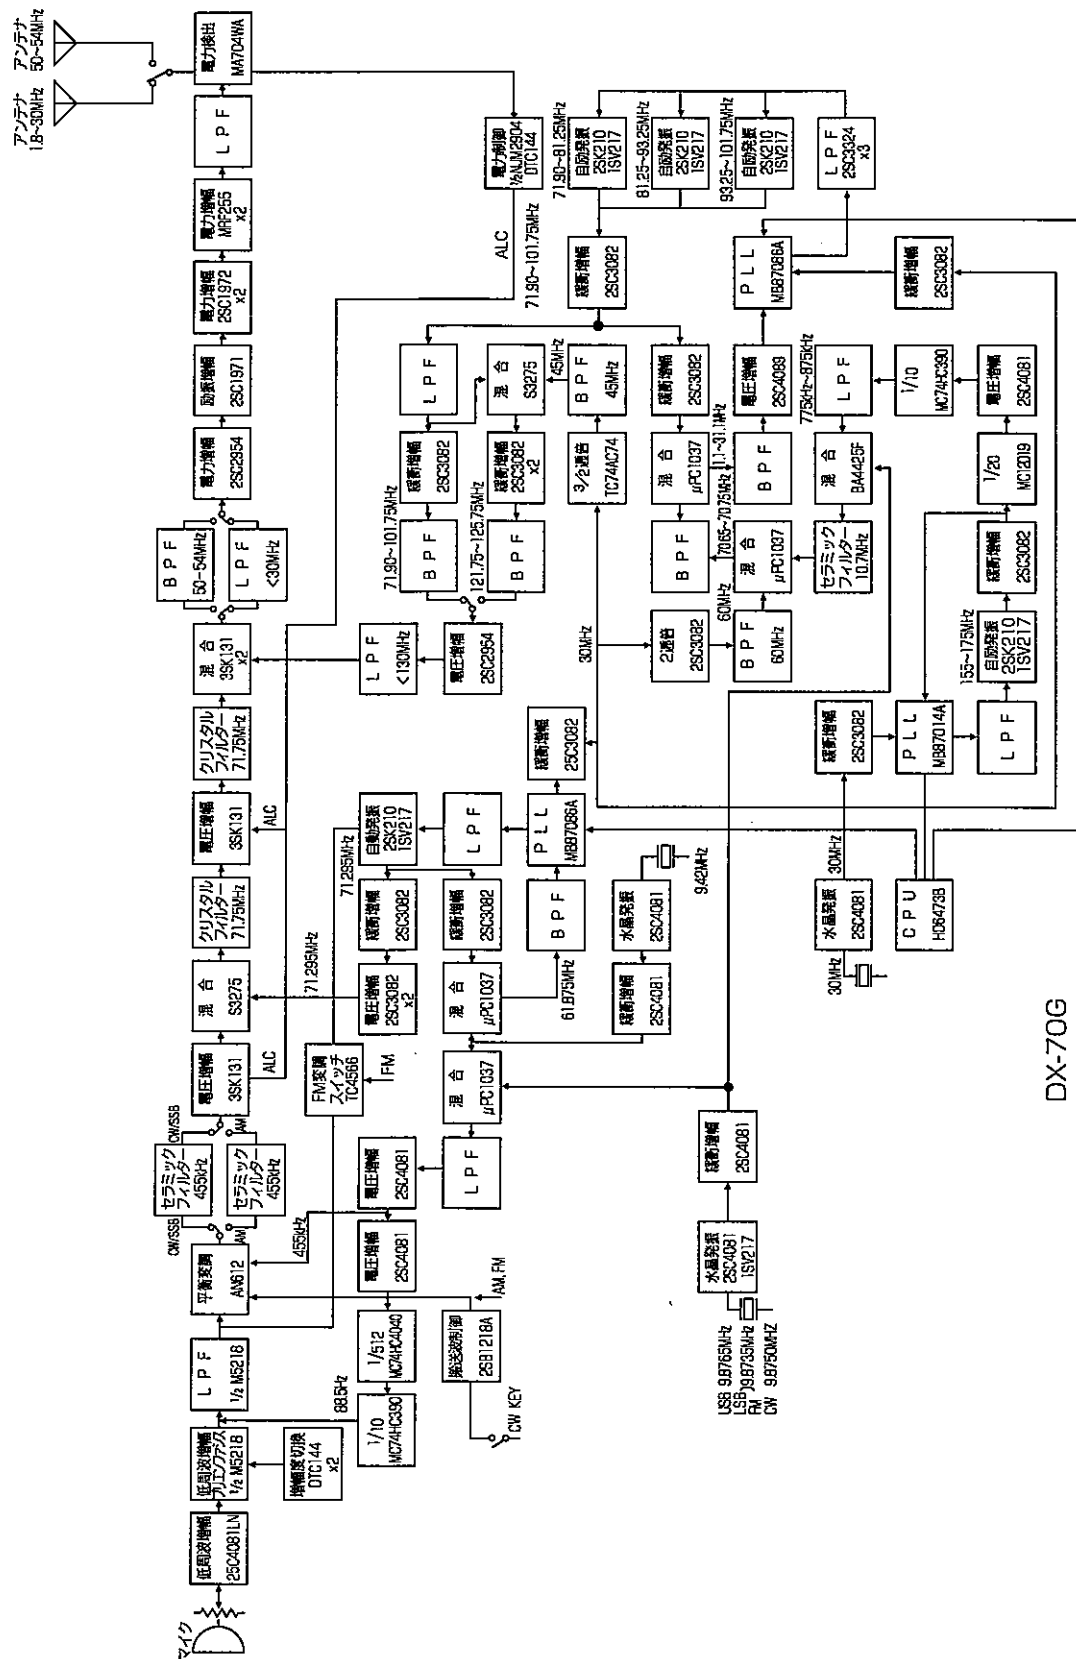 アンテナ
1.8~30MHz
アンテナ
50~54MHz
マイク
低周波増幅
2SC4081LN
低周波増幅
プリエンファシス
1/2 M5218
L P F
1/2 M5218
平衡変調
AN612
CW/SSB
AM
セラミック
フィルター
455kHz
セラミック
フィルター
455kHz
CW/SSB
AM
電圧増幅
3SK131
混 合
S3275
クリスタル
フィルター
71.75MHz
電圧増幅
3SK131
クリスタル
フィルター
71.75MHz
混 合
3SK131
x2
B P F
50-54MHz
L P F
<30MHz
電力増幅
2SC2954
励振増幅
2SC1971
電力増幅
2SC1972
x2
電力増幅
MRF255
x2
L P F
電力検出
MA704WA
増幅度切換
DTC144
x2
88.5Hz
1/10
MC74HC390
1/512
MC74HC4040
455kHz
電圧増幅
2SC4081
電圧増幅
2SC4081
CW KEY
搬送波制御
2SB1218A
AM, FM
FM変調
スイッチ
TC4566
FM
ALC
ALC
ALC
71.295MHz
電圧増幅
2SC3082
x2
緩衝増幅
2SC3082
71.295MHz
自動発振
2SK210
1SV217
L P F
混 合
μPC1037
混 合
μPC1037
緩衝増幅
2SC3082
L P F
61.875MHz
B P F
P L L
MB87086A
緩衝増幅
25C3082
緩衝増幅
2SC4081
水晶発振
2SC4081
9.42MHz
USB 9.8765MHz
LSB
FM
)9.8735MHz
CW 9.8750MHZ
水晶発振
2SC4081
1SV217
緩衝増幅
2SC4081
L P F
<130MHz
電圧増幅
2SC2954
71.90~101.75MHz
B P F
121.75~125.75MHz
B P F
緩衝増幅
2SC3082
緩衝増幅
2SC3082
x2
L P F
混 合
S3275
45MHz
30MHz
3/2逓倍
TC74AC74
B P F
45MHz
2逓倍
2SC3082
60MHz
B P F
60MHz
混 合
μPC1037
70.65~70.75MHz
B P F
混 合
μPC1037
緩衝増幅
2SC3082
11.1~31.1MHz
B P F
電圧増幅
2SC4083
71.90~101.75MHz
緩衝増幅
2SC3082
電力制御
1/2NJM2904
DTC144
71.90~81.25MHz
自励発振
2SK210
1SV217
81.25~93.25MHz
自励発振
2SK210
1SV217
93.25~101.75MHz
自励発振
2SK210
1SV217
L P F
2SC3324
x3
P L L
MB87086A
緩衝増幅
2SC3082
775kHz~875kHz
L P F
混 合
BA4425F
セラミック
フィルター
10.7MHz
1/10
MC74HC390
電圧増幅
2SC4081
1/20
MC12019
緩衝増幅
2SC3082
155~175MHz
自励発振
2SK210
1SV217
L P F
P L L
MB87014A
緩衝増幅
2SC3082
30MHz
水晶発振
2SC4081
30MHz
C P U
HD6473B
DX-70G